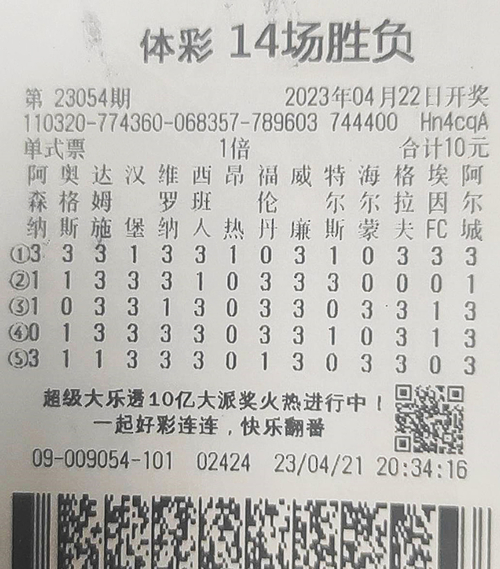 体彩 14场胜负
第 23054期 2023年04月22日开奖
110320-774360-068357-789603 744400 Hn4cqA
单式票 1倍 合计10元
阿 奥 达 汉 维 西 昂 福 威 特 海 格 埃 阿
森 格 姆 罗 班 伦 尔 尔 拉 因 尔
纳 斯 施 堡 纳 人 热 丹 廉 斯 蒙 夫 FC 城
①3 3 3 1 3 3 1 0 3 1 0 3 3 3
②1 1 3 3 3 1 0 3 3 3 0 0 0 1
③1 0 3 3 1 3 0 3 3 0 3 3 1 3
④0 1 3 3 3 3 0 3 3 1 0 3 1 3
⑤3 1 1 3 3 3 0 1 3 0 3 3 0 3
超级大乐透10亿大派奖火热进行中！
一起好彩连连，快乐翻番
09-009054-101 02424 23/04/21 20:34:16